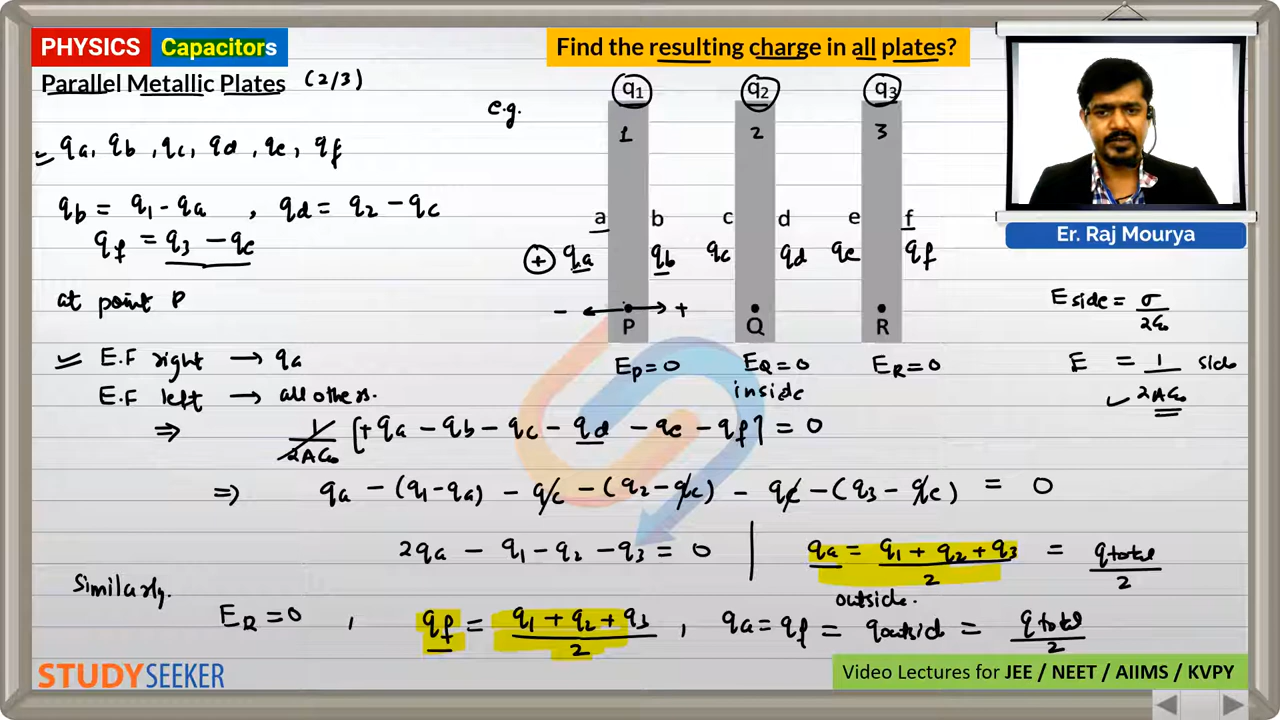 PHYSICS Capacitors
Find the resulting charge in all plates?
Parallel Metallic Plates (2/3)
e.g.
q₁ q₂ q₃
1 2 3
qa, qb, qc, qd, qe, qf
qb = q₁ - qa , qd = q₂ - qc
qf = q₃ - qe
a b c d e f
+ qa qb qc qd qe qf
Er. Raj Mourya
at point P
- +
P Q R
E side = σ/2ε₀
E.F right → qa
E.F left → all others.
Ep = 0 EQ = 0 ER = 0
inside
E = 1/2Aε₀ side
⇒ 1/2Aε₀ [+qa - qb - qc - qd - qe - qf] = 0
⇒ qa - (q₁ - qa) - qc - (q₂ - qc) - qe - (q₃ - qe) = 0
2qa - q₁ - q₂ - q₃ = 0 | qa = q₁ + q₂ + q₃/2 = qtotal/2
outside.
Similarly.
ER = 0 , qf = q₁ + q₂ + q₃/2 , qa = qf = qoutsid = qtotal/2
STUDYSEEKER
Video Lectures for JEE / NEET / AIIMS / KVPY